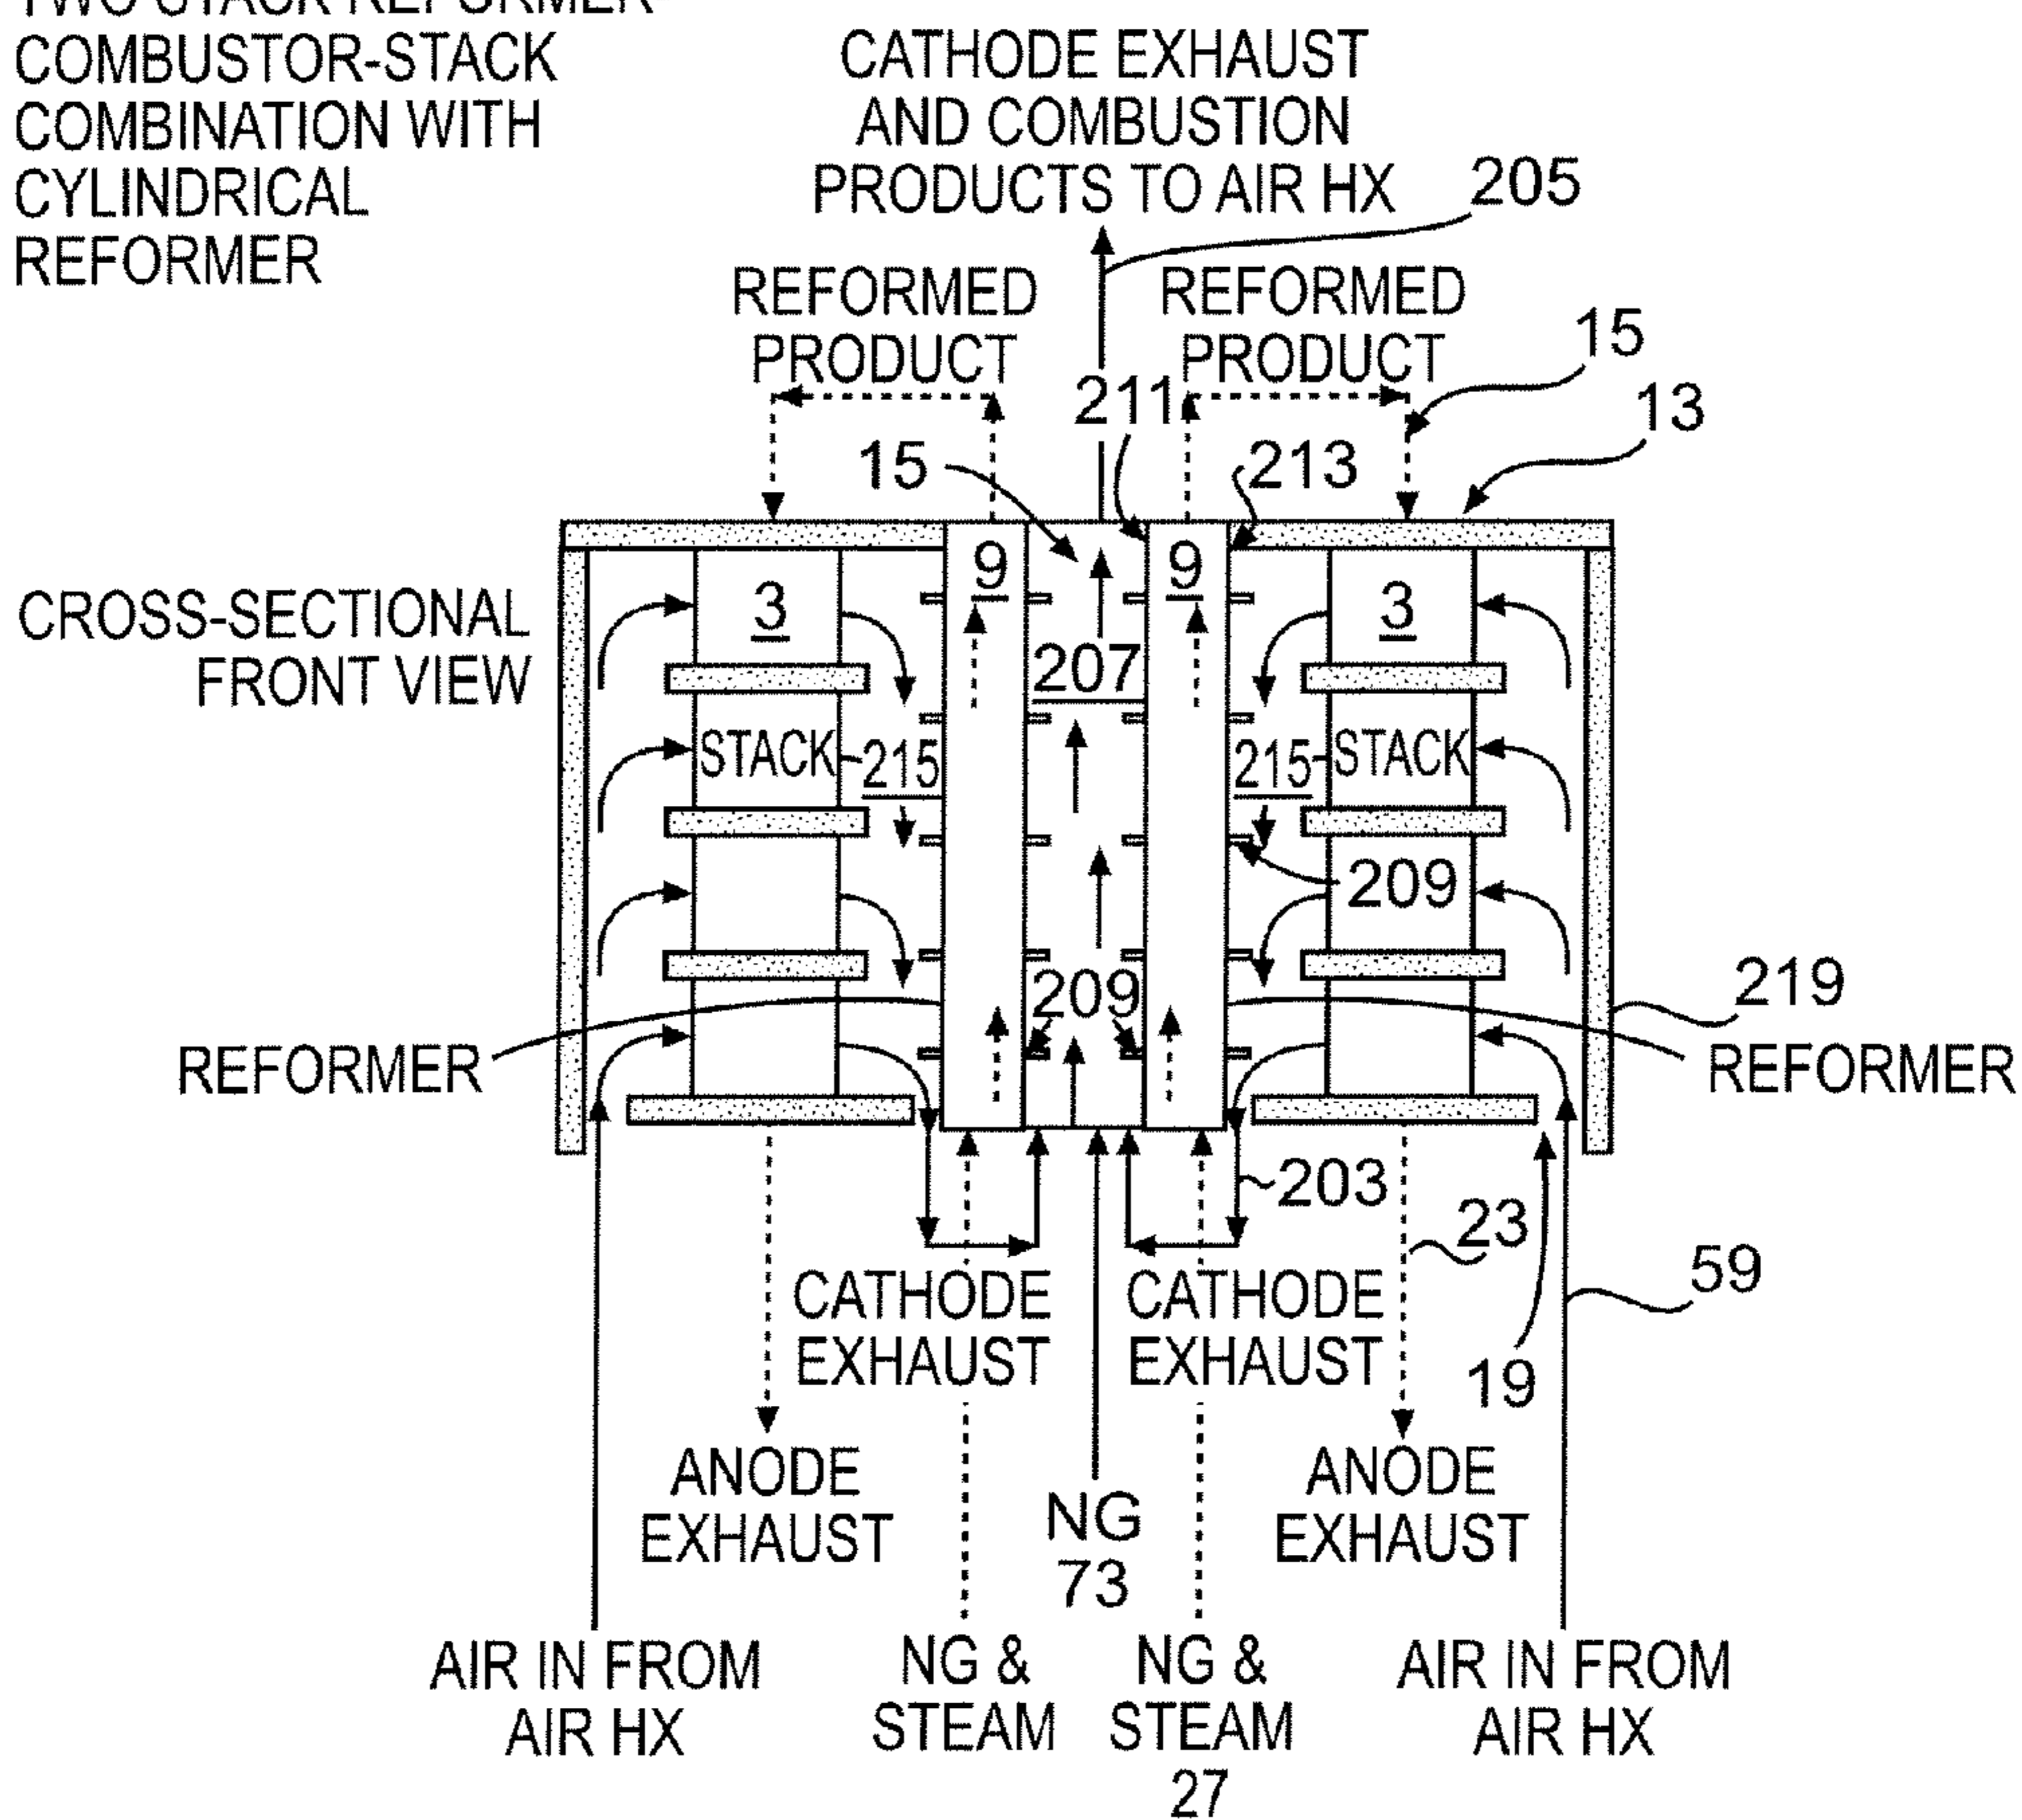 TWO STACK REFORMER
COMBUSTOR-STACK
COMBINATION WITH
CYLINDRICAL
REFORMER
CATHODE EXHAUST
AND COMBUSTION
PRODUCTS TO AIR HX
205
REFORMED
PRODUCT
REFORMED
PRODUCT
15
13
211
15
213
CROSS-SECTIONAL
FRONT VIEW
3
9
9
3
207
STACK
215
215
STACK
209
209
219
REFORMER
REFORMER
203
23
59
19
CATHODE
EXHAUST
CATHODE
EXHAUST
ANODE
EXHAUST
NG
73
ANODE
EXHAUST
AIR IN FROM
AIR HX
NG &
STEAM
NG &
STEAM
27
AIR IN FROM
AIR HX